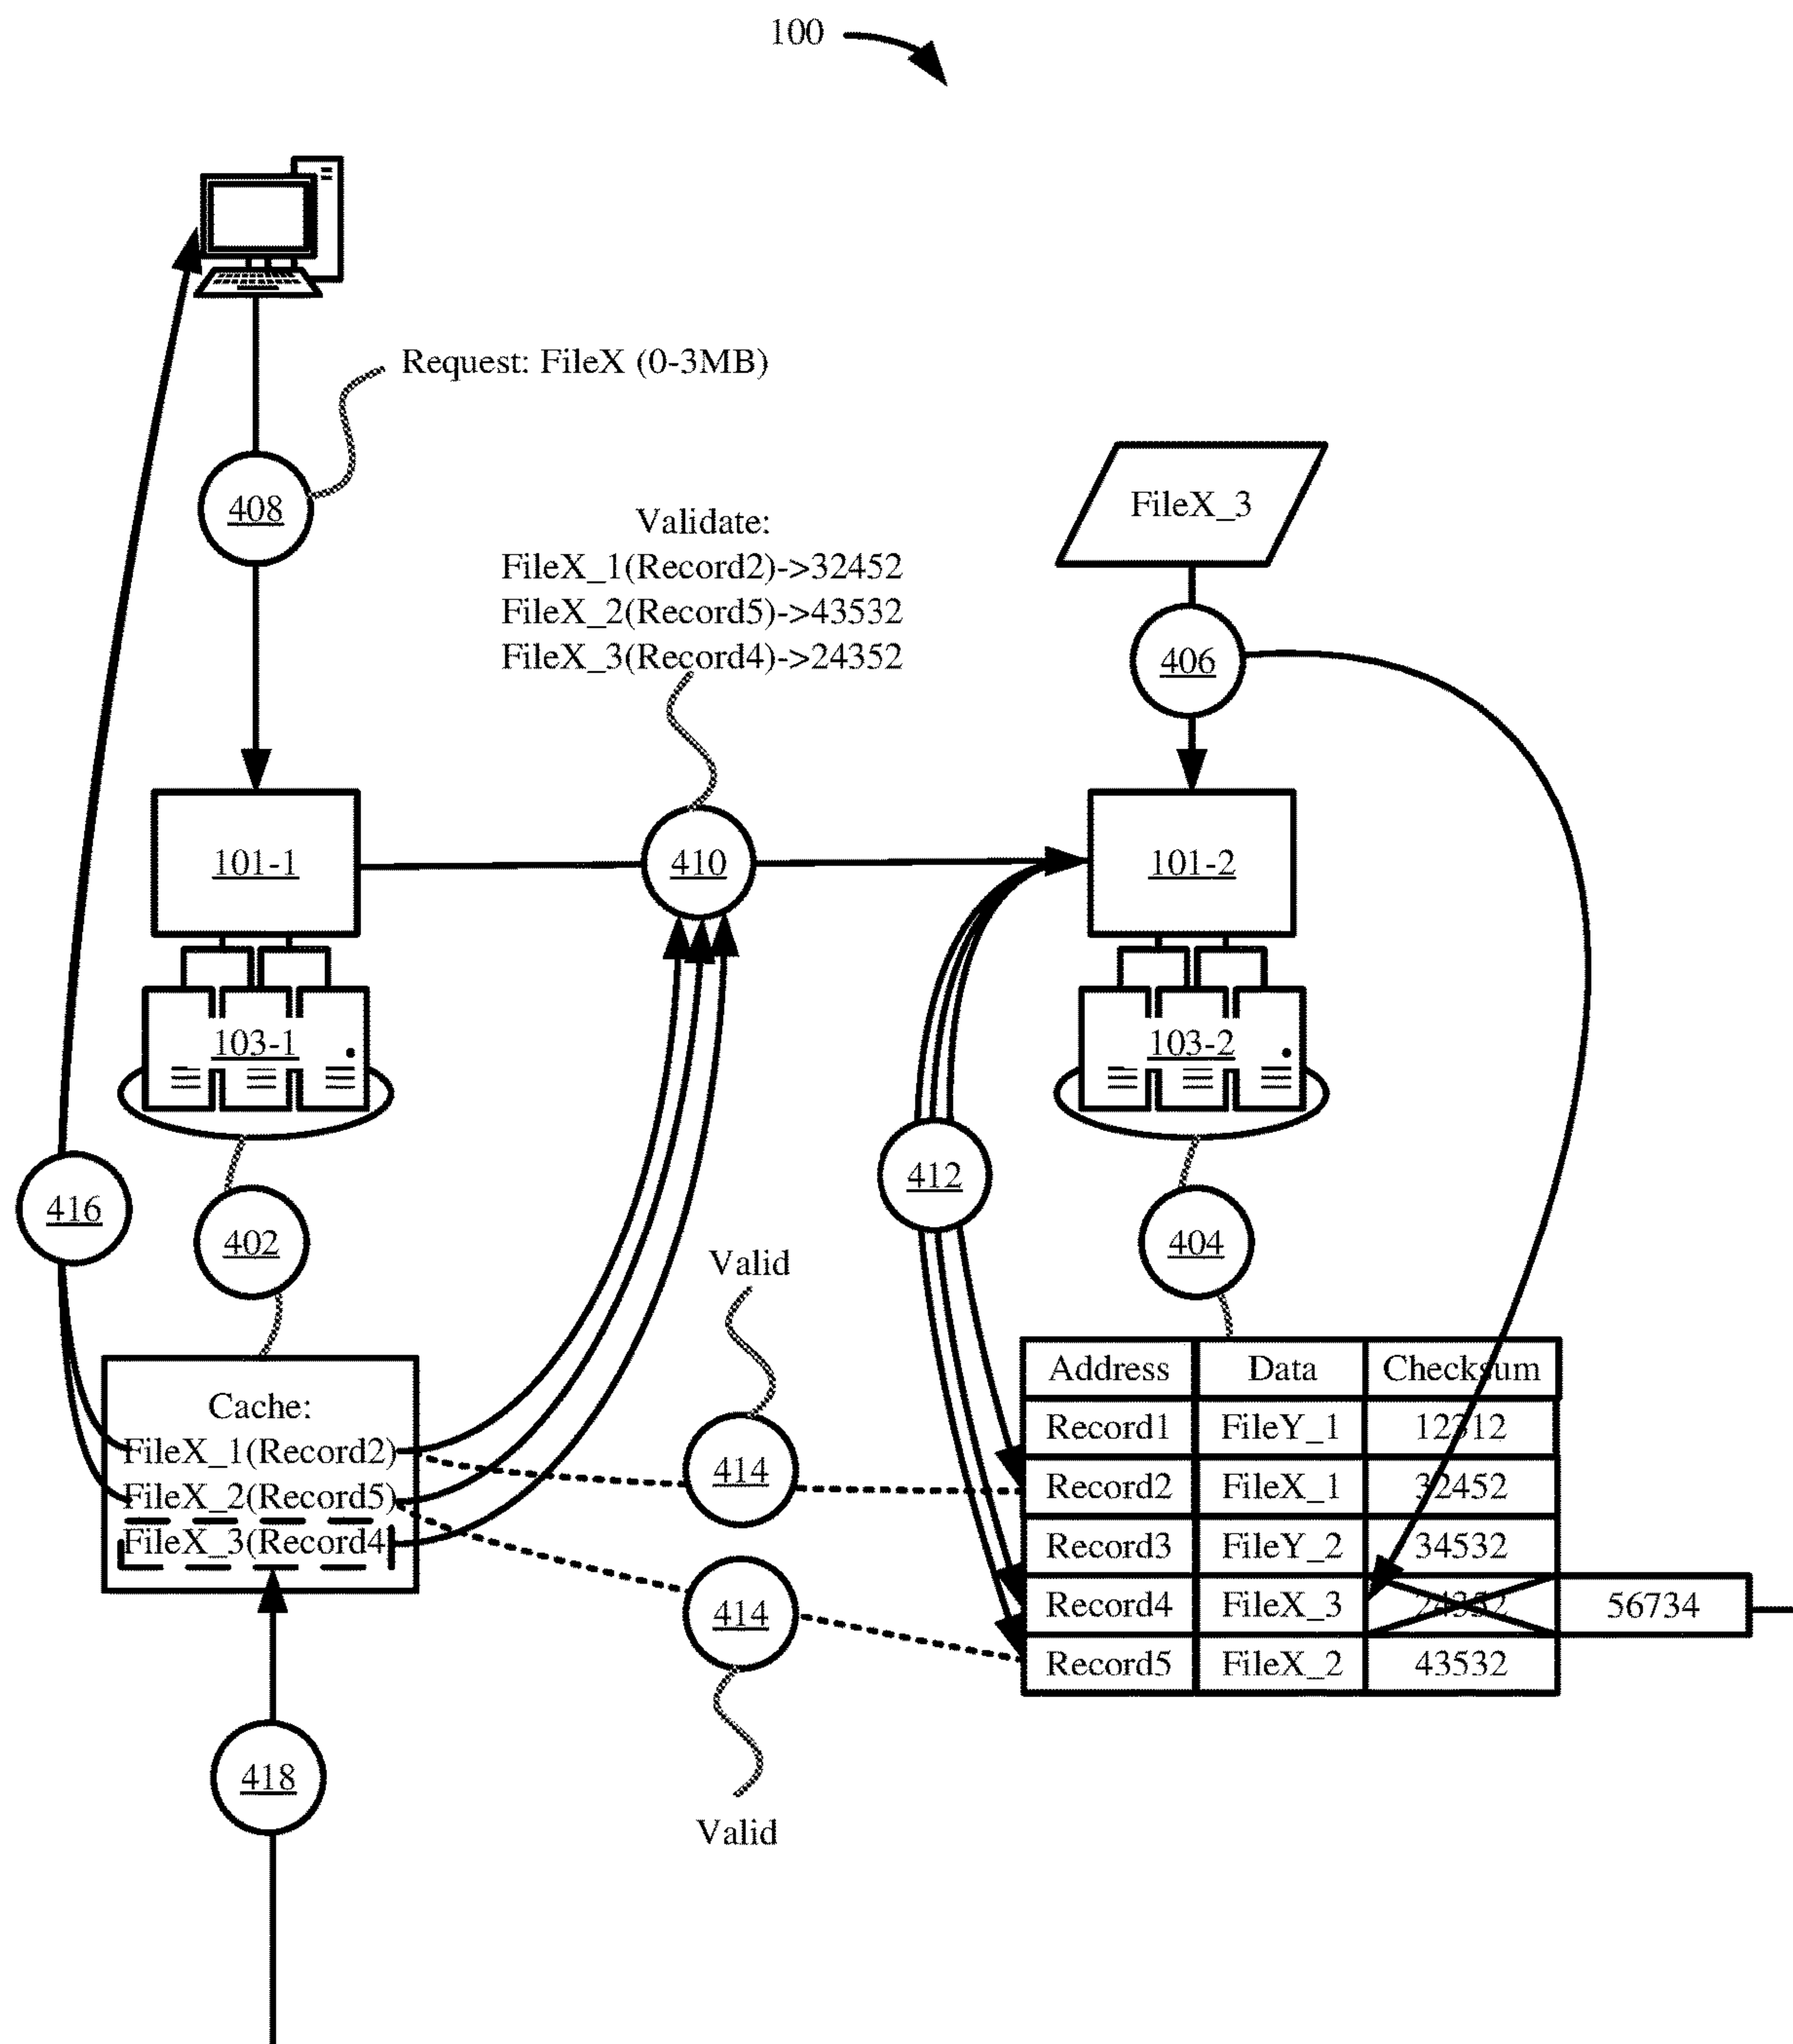 100
Request: FileX (0-3MB)
408
Validate:
FileX_1(Record2)->32452
FileX_2(Record5)->43532
FileX_3(Record4)->24352
FileX_3
406
101-1
410
101-2
103-1
103-2
412
416
402
404
Valid
Cache:
FileX_1(Record2)
FileX_2(Record5)
FileX_3(Record4
414
414
Valid
418
Address Data Checksum
Record1 FileY_1 12312
Record2 FileX_1 32452
Record3 FileY_2 34532
Record4 FileX_3 24352 56734
Record5 FileX_2 43532